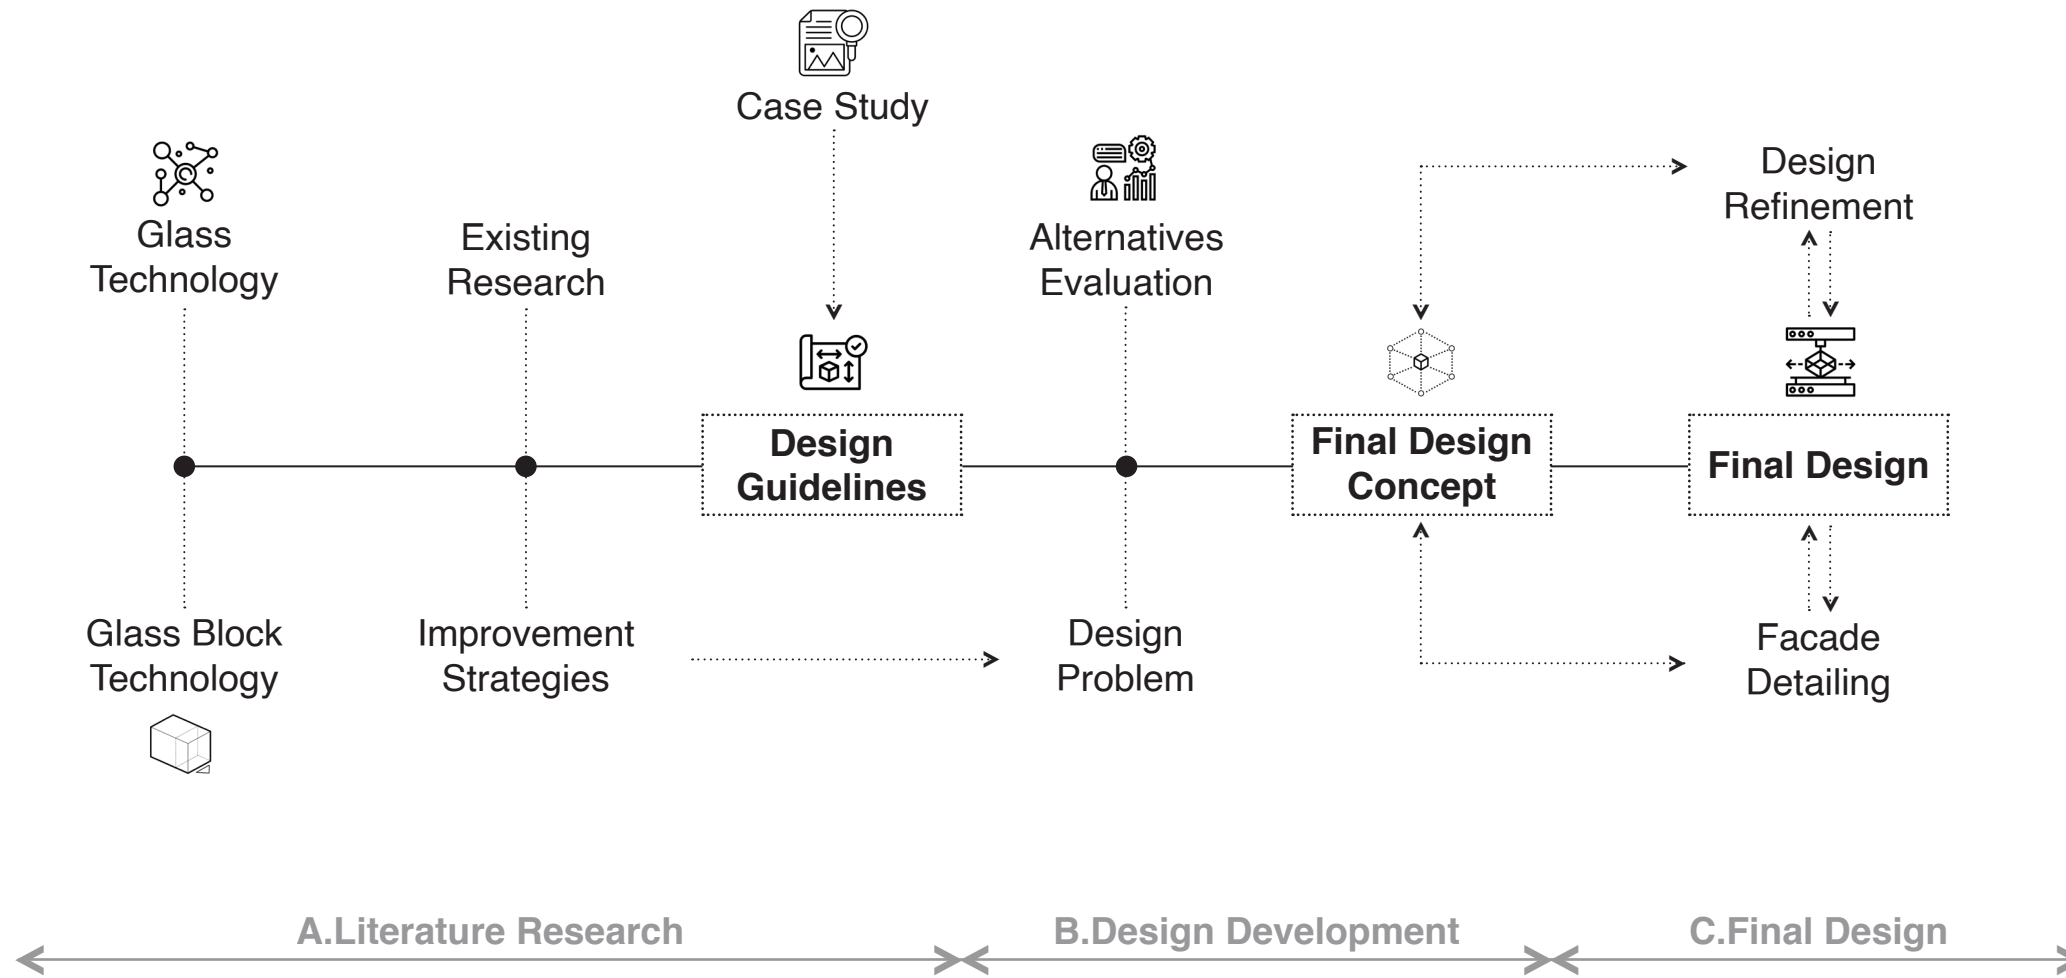 Case Study
Glass
Technology
Existing
Research
Alternatives
Evaluation
Design
Refinement
Design
Guidelines
Final Design
Concept
Final Design
Glass Block
Technology
Improvement
Strategies
Design
Problem
Facade
Detailing
A.Literature Research
B.Design Development
C.Final Design